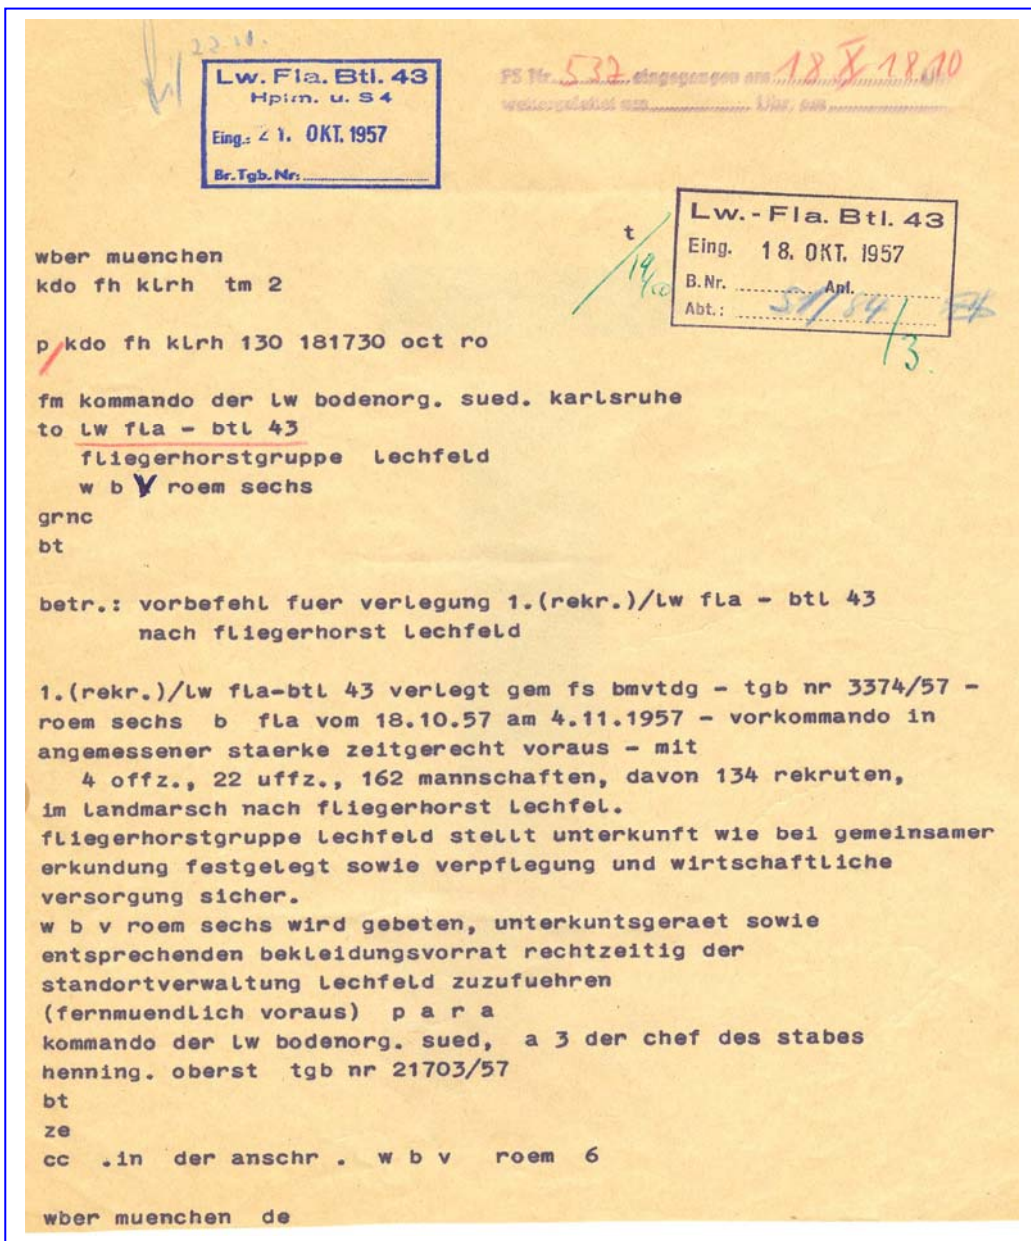 22.11.
Lw. Fla. Btl. 43
Hptm. u. S 4
Eing.: 21. OKT. 1957
Br. Tgb. Nr:
FS Nr. 532 eingegangen am 18 X 1810 Uhr
weitergeleitet am Uhr, am
Lw.-Fla. Btl. 43
Eing. 18. OKT. 1957
B.Nr. Anl.
Abt.: S1/ S4/
3.
t
wber muenchen
kdo fh klrh tm 2
p kdo fh klrh 130 181730 oct ro
fm kommando der lw bodenorg. sued. karlsruhe
to lw fla - btl 43
fliegerhorstgruppe lechfeld
w b V roem sechs
grnc
bt
betr.: vorbefehl fuer verlegung 1.(rekr.)/lw fla - btl 43
nach fliegerhorst lechfeld
1.(rekr.)/lw fla-btl 43 verlegt gem fs bmvtdg - tgb nr 3374/57 -
roem sechs b fla vom 18.10.57 am 4.11.1957 - vorkommando in
angemessener staerke zeitgerecht voraus - mit
4 offz., 22 uffz., 162 mannschaften, davon 134 rekruten,
im landmarsch nach fliegerhorst lechfel.
fliegerhorstgruppe lechfeld stellt unterkunft wie bei gemeinsamer
erkundung festgelegt sowie verpflegung und wirtschaftliche
versorgung sicher.
w b v roem sechs wird gebeten, unterkuntsgeraet sowie
entsprechenden bekleidungsvorrat rechtzeitig der
standortverwaltung lechfeld zuzufuehren
(fernmuendlich voraus) p a r a
kommando der lw bodenorg. sued, a 3 der chef des stabes
henning. oberst tgb nr 21703/57
bt
ze
cc .in der anschr . w b v roem 6
wber muenchen de